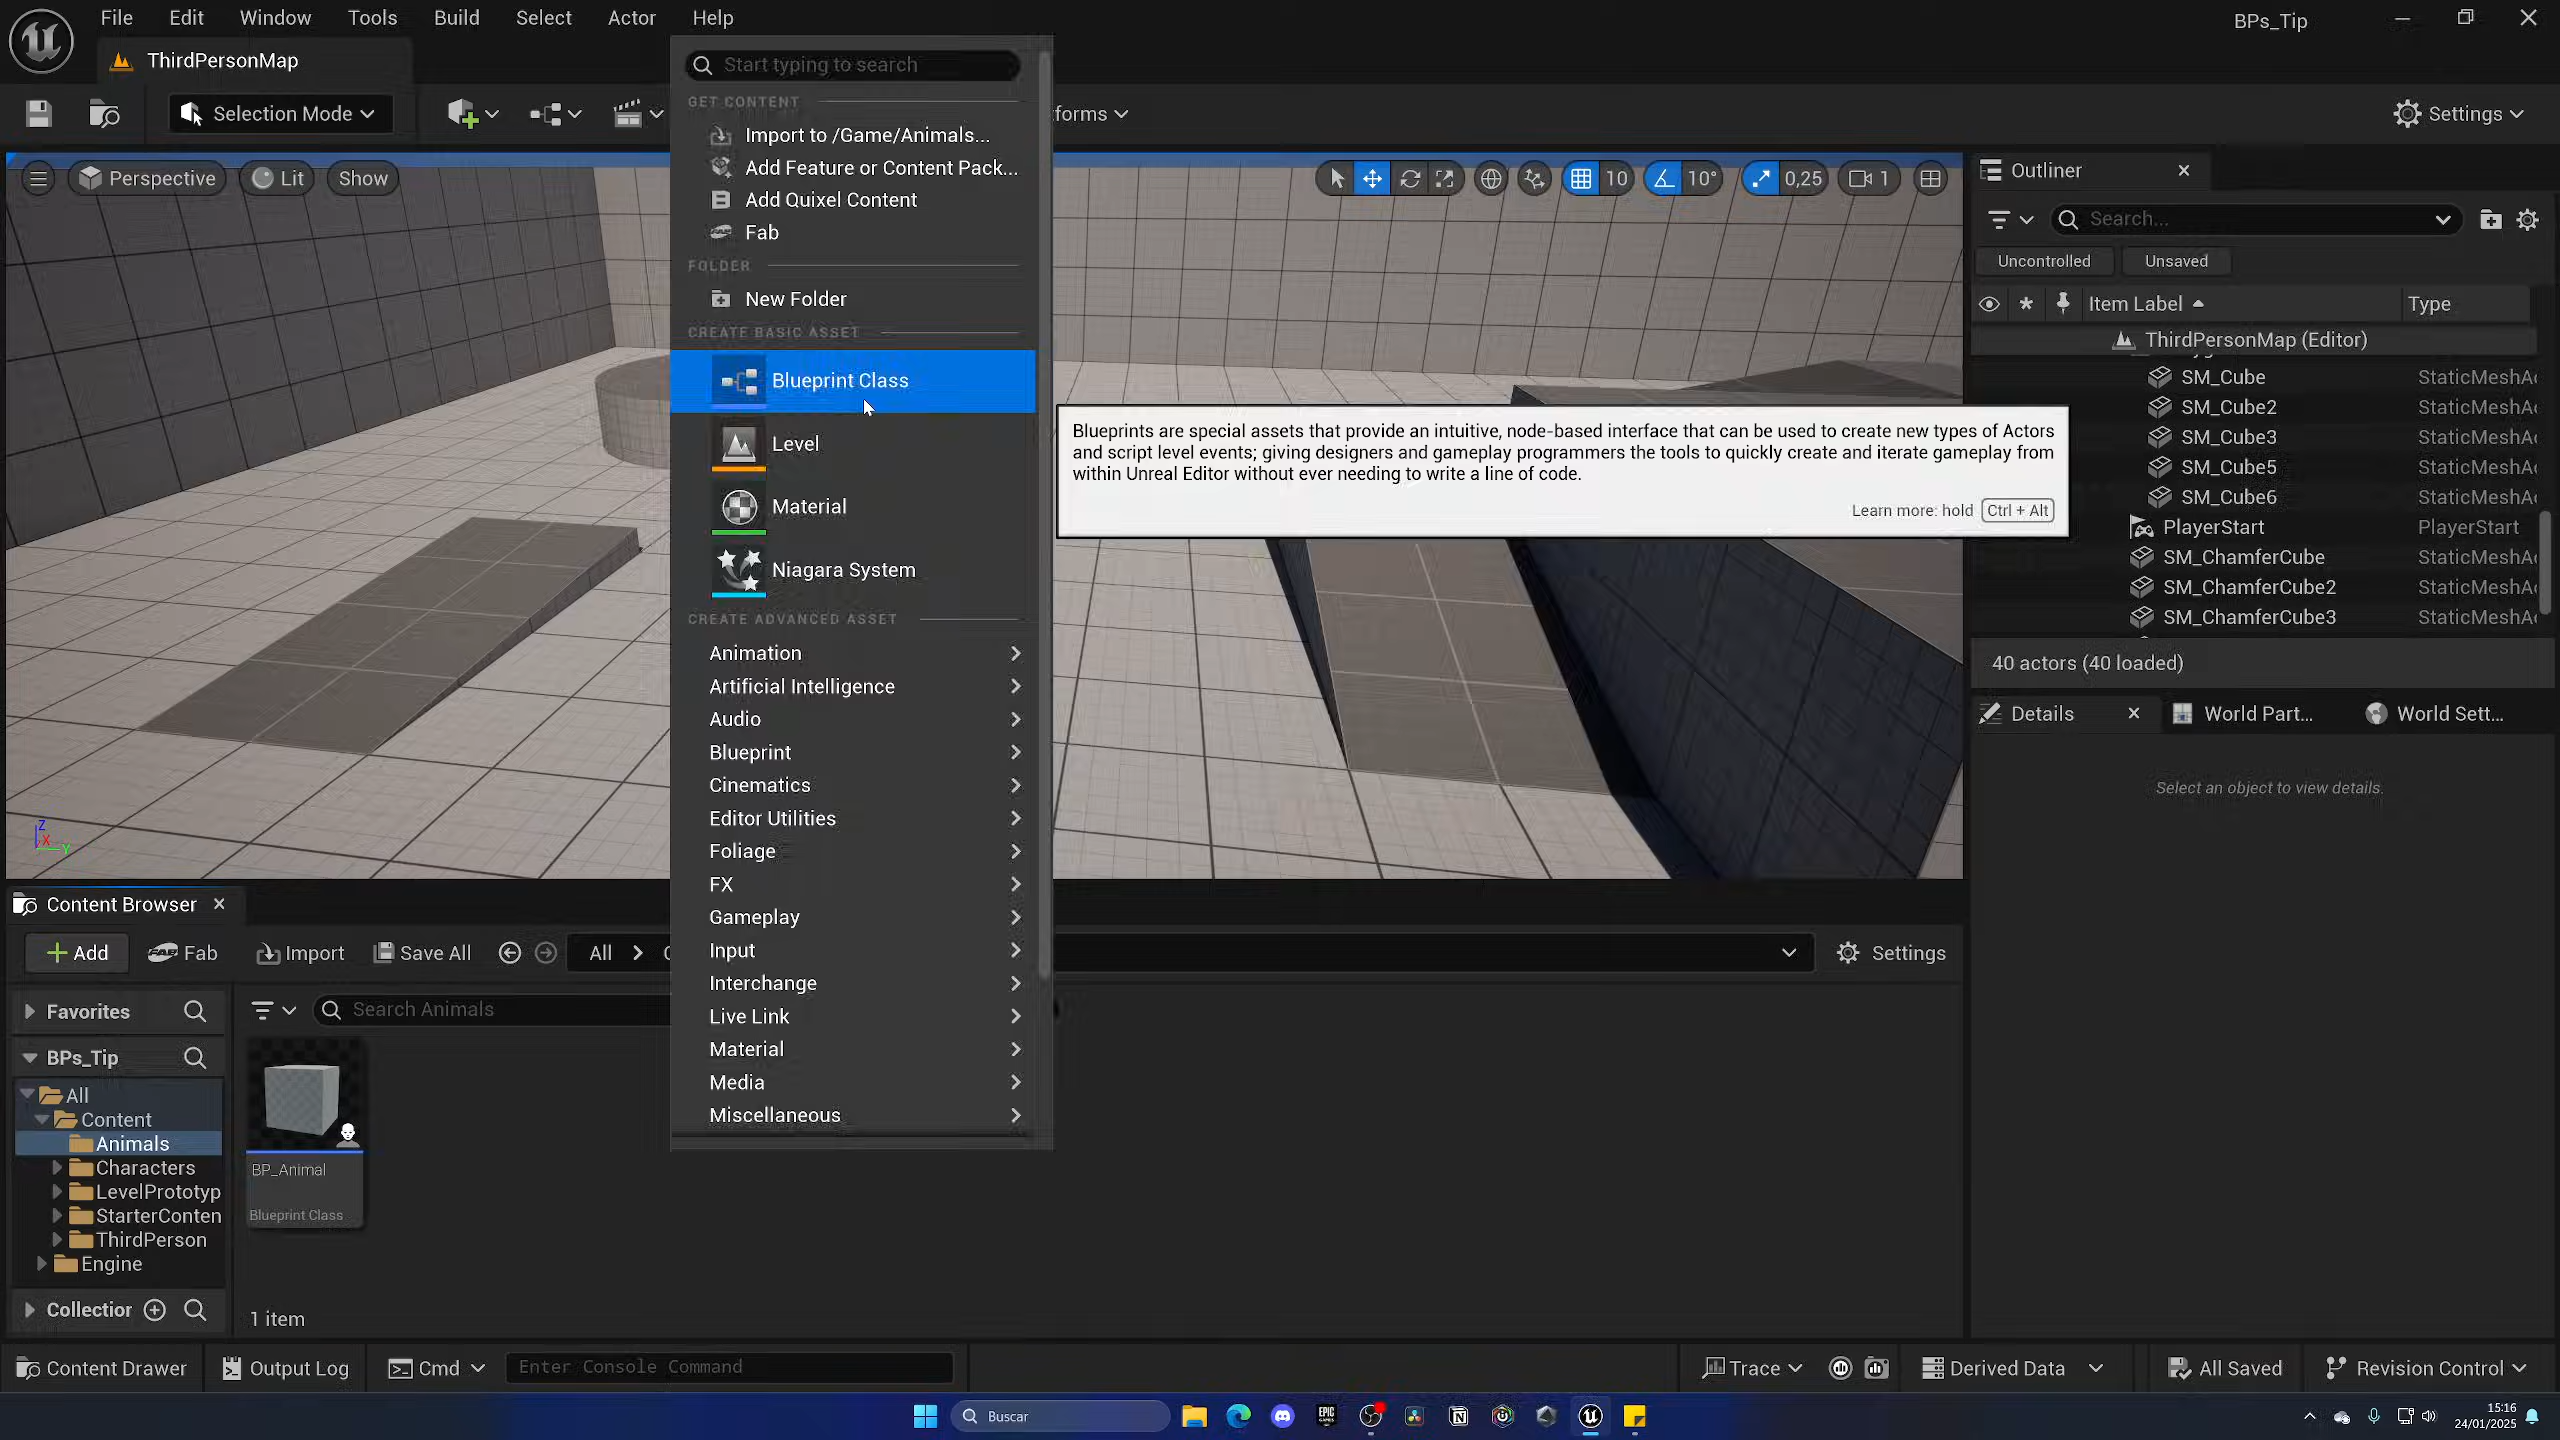 File
Edit
Window
Tools
Build
Select
Actor
Help
BPs_Tip
ThirdPersonMap
Selection Mode
forms
Settings
Start typing to search
GET CONTENT
Import to /Game/Animals...
Add Feature or Content Pack...
Add Quixel Content
Fab
FOLDER
New Folder
CREATE BASIC ASSET
Blueprint Class
Level
Material
Niagara System
CREATE ADVANCED ASSET
Animation
Artificial Intelligence
Audio
Blueprint
Cinematics
Editor Utilities
Foliage
FX
Gameplay
Input
Interchange
Live Link
Material
Media
Miscellaneous
Blueprints are special assets that provide an intuitive, node-based interface that can be used to create new types of Actors
and script level events; giving designers and gameplay programmers the tools to quickly create and iterate gameplay from
within Unreal Editor without ever needing to write a line of code.
Learn more: hold Ctrl + Alt
Perspective
Lit
Show
10
10°
0,25
1
Z
X
Y
Outliner
Search...
Uncontrolled
Unsaved
Item Label
Type
ThirdPersonMap (Editor)
SM_Cube StaticMeshA
SM_Cube2 StaticMeshA
SM_Cube3 StaticMeshA
SM_Cube5 StaticMeshA
SM_Cube6 StaticMeshA
PlayerStart PlayerStart
SM_ChamferCube StaticMeshA
SM_ChamferCube2 StaticMeshA
SM_ChamferCube3 StaticMeshA
40 actors (40 loaded)
Details
World Part...
World Sett...
Select an object to view details.
Content Browser
Add
Fab
Import
Save All
All
Settings
Favorites
BPs_Tip
All
Content
Animals
Characters
LevelPrototyp
StarterConten
ThirdPerson
Engine
Collection
Search Animals
BP_Animal
Blueprint Class
1 item
Content Drawer
Output Log
Cmd
Enter Console Command
Trace
Derived Data
All Saved
Revision Control
Buscar
EPIC
GAMES
15:16
24/01/2025